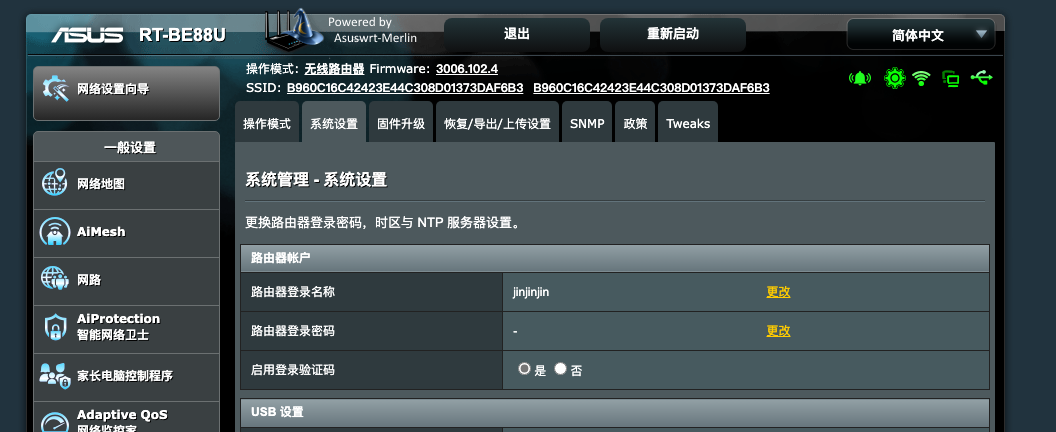 ASUS RT-BE88U
Powered by
Asuswrt-Merlin
退出
重新启动
简体中文
操作模式: 无线路由器 Firmware: 3006.102.4
SSID: B960C16C42423E44C308D01373DAF6B3 B960C16C42423E44C308D01373DAF6B3
网络设置向导
一般设置
网络地图
AiMesh
网路
AiProtection
智能网络卫士
家长电脑控制程序
Adaptive QoS
网络监控家
操作模式
系统设置
固件升级
恢复/导出/上传设置
SNMP
政策
Tweaks
系统管理 - 系统设置
更换路由器登录密码，时区与 NTP 服务器设置。
路由器帐户
路由器登录名称 jinjinjin 更改
路由器登录密码 - 更改
启用登录验证码 是 否
USB 设置